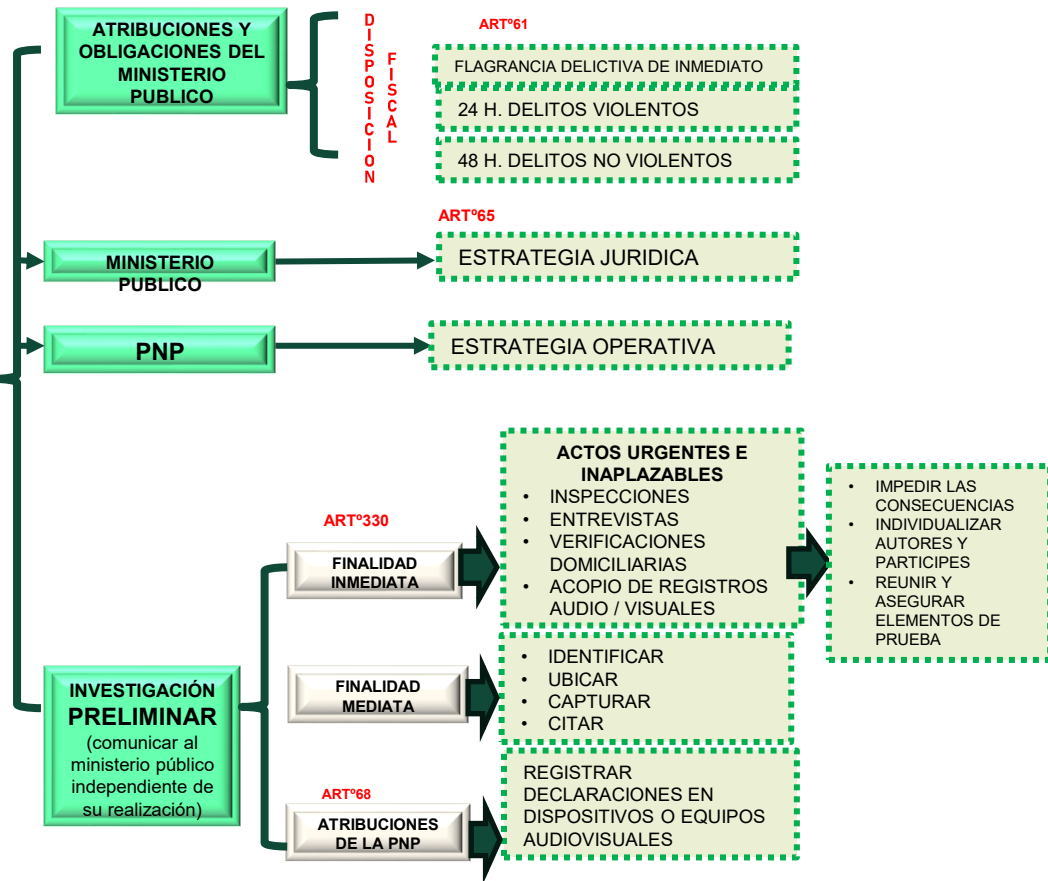 ATRIBUCIONES Y
OBLIGACIONES DEL
MINISTERIO
PUBLICO
DISPOSICION
FISCAL
ARTº61
FLAGRANCIA DELICTIVA DE INMEDIATO
24 H. DELITOS VIOLENTOS
48 H. DELITOS NO VIOLENTOS
MINISTERIO
PUBLICO
ARTº65
ESTRATEGIA JURIDICA
PNP
ESTRATEGIA OPERATIVA
INVESTIGACIÓN
PRELIMINAR
(comunicar al
ministerio público
independiente de
su realización)
ARTº330
FINALIDAD
INMEDIATA
ACTOS URGENTES E
INAPLAZABLES
• INSPECCIONES
• ENTREVISTAS
• VERIFICACIONES
DOMICILIARIAS
• ACOPIO DE REGISTROS
AUDIO / VISUALES
• IMPEDIR LAS
CONSECUENCIAS
• INDIVIDUALIZAR
AUTORES Y
PARTICIPES
• REUNIR Y
ASEGURAR
ELEMENTOS DE
PRUEBA
FINALIDAD
MEDIATA
• IDENTIFICAR
• UBICAR
• CAPTURAR
• CITAR
ARTº68
ATRIBUCIONES
DE LA PNP
REGISTRAR
DECLARACIONES EN
DISPOSITIVOS O EQUIPOS
AUDIOVISUALES